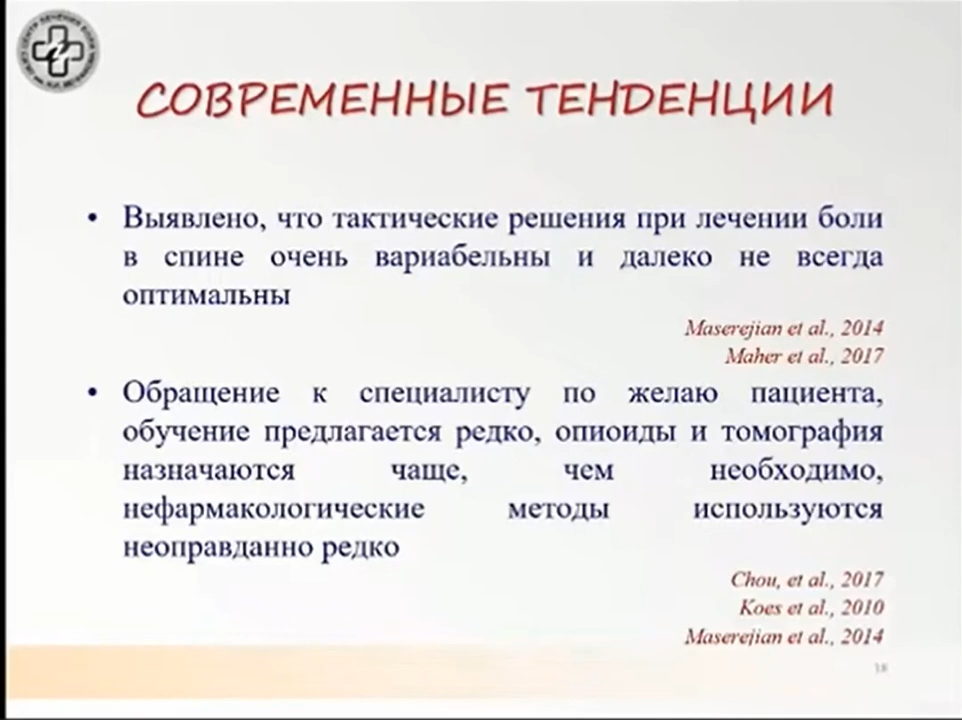 СОВРЕМЕННЫЕ ТЕНДЕНЦИИ
• Выявлено, что тактические решения при лечении боли
в спине очень вариабельны и далеко не всегда
оптимальны
Maserejian et al., 2014
Maher et al., 2017
• Обращение к специалисту по желаю пациента,
обучение предлагается редко, опиоиды и томография
назначаются чаще, чем необходимо,
нефармакологические методы используются
неоправданно редко
Chou, et al., 2017
Koes et al., 2010
Maserejian et al., 2014
18